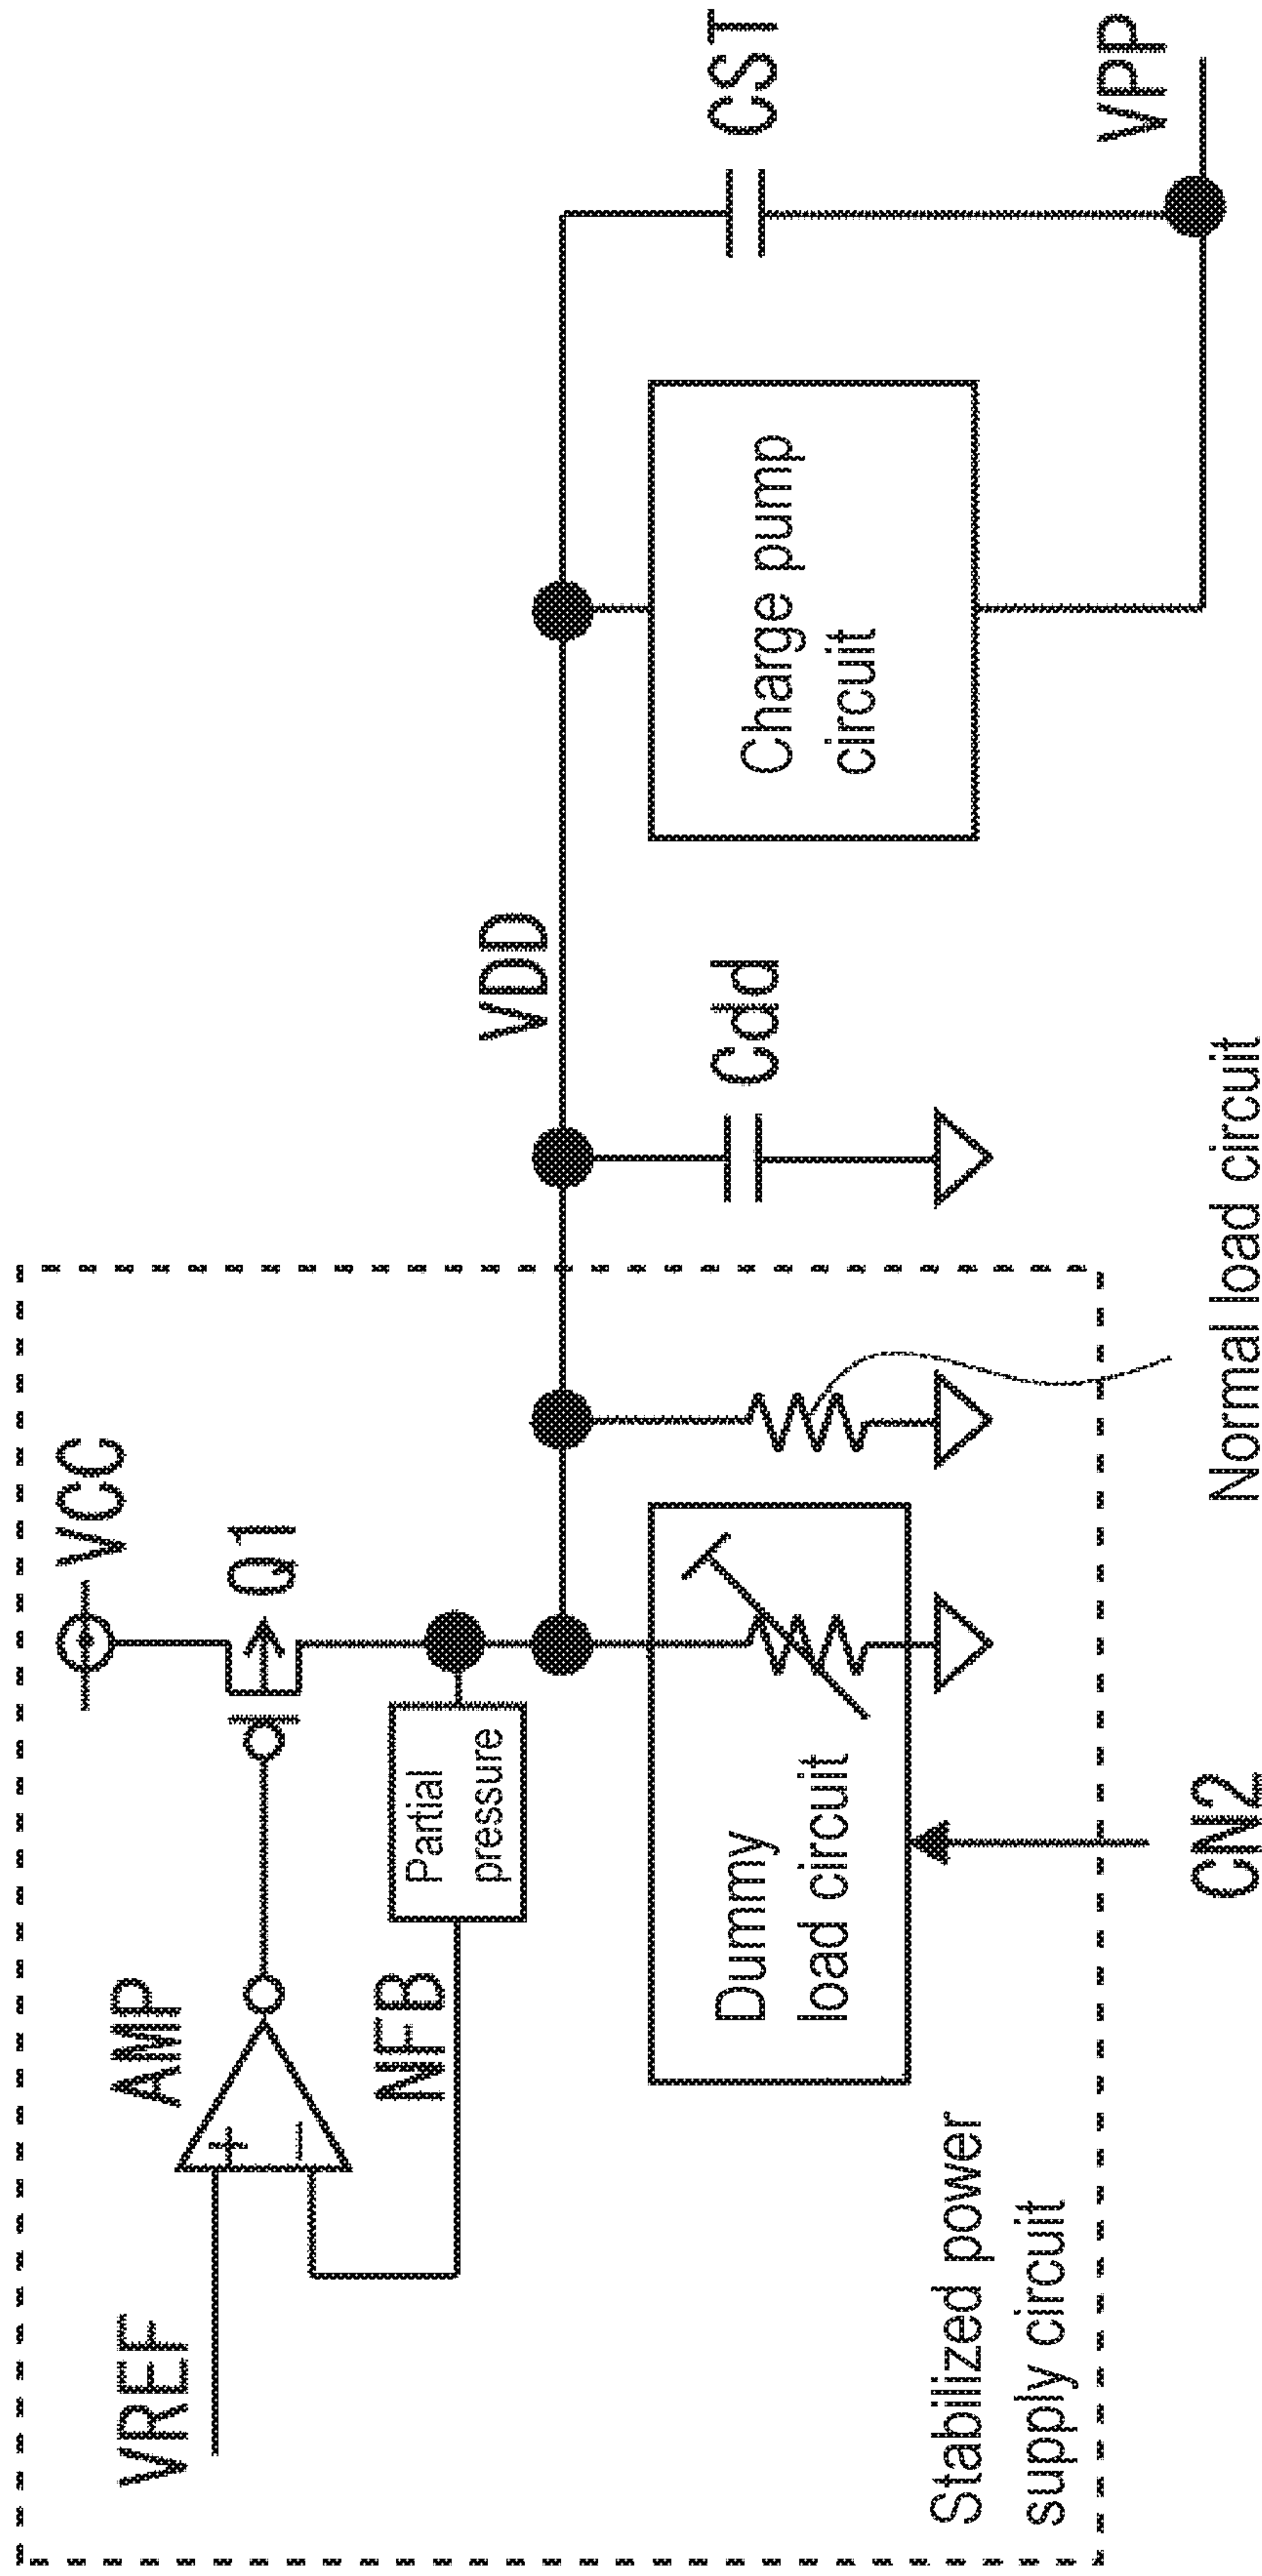 VCC
Q1
AMP
VREF
NFB
Partial
pressure
VDD
Dummy
load circuit
Cdd
CST
Charge pump
circuit
Stabilized power
supply circuit
CN2
Normal load circuit
VPP
+
−